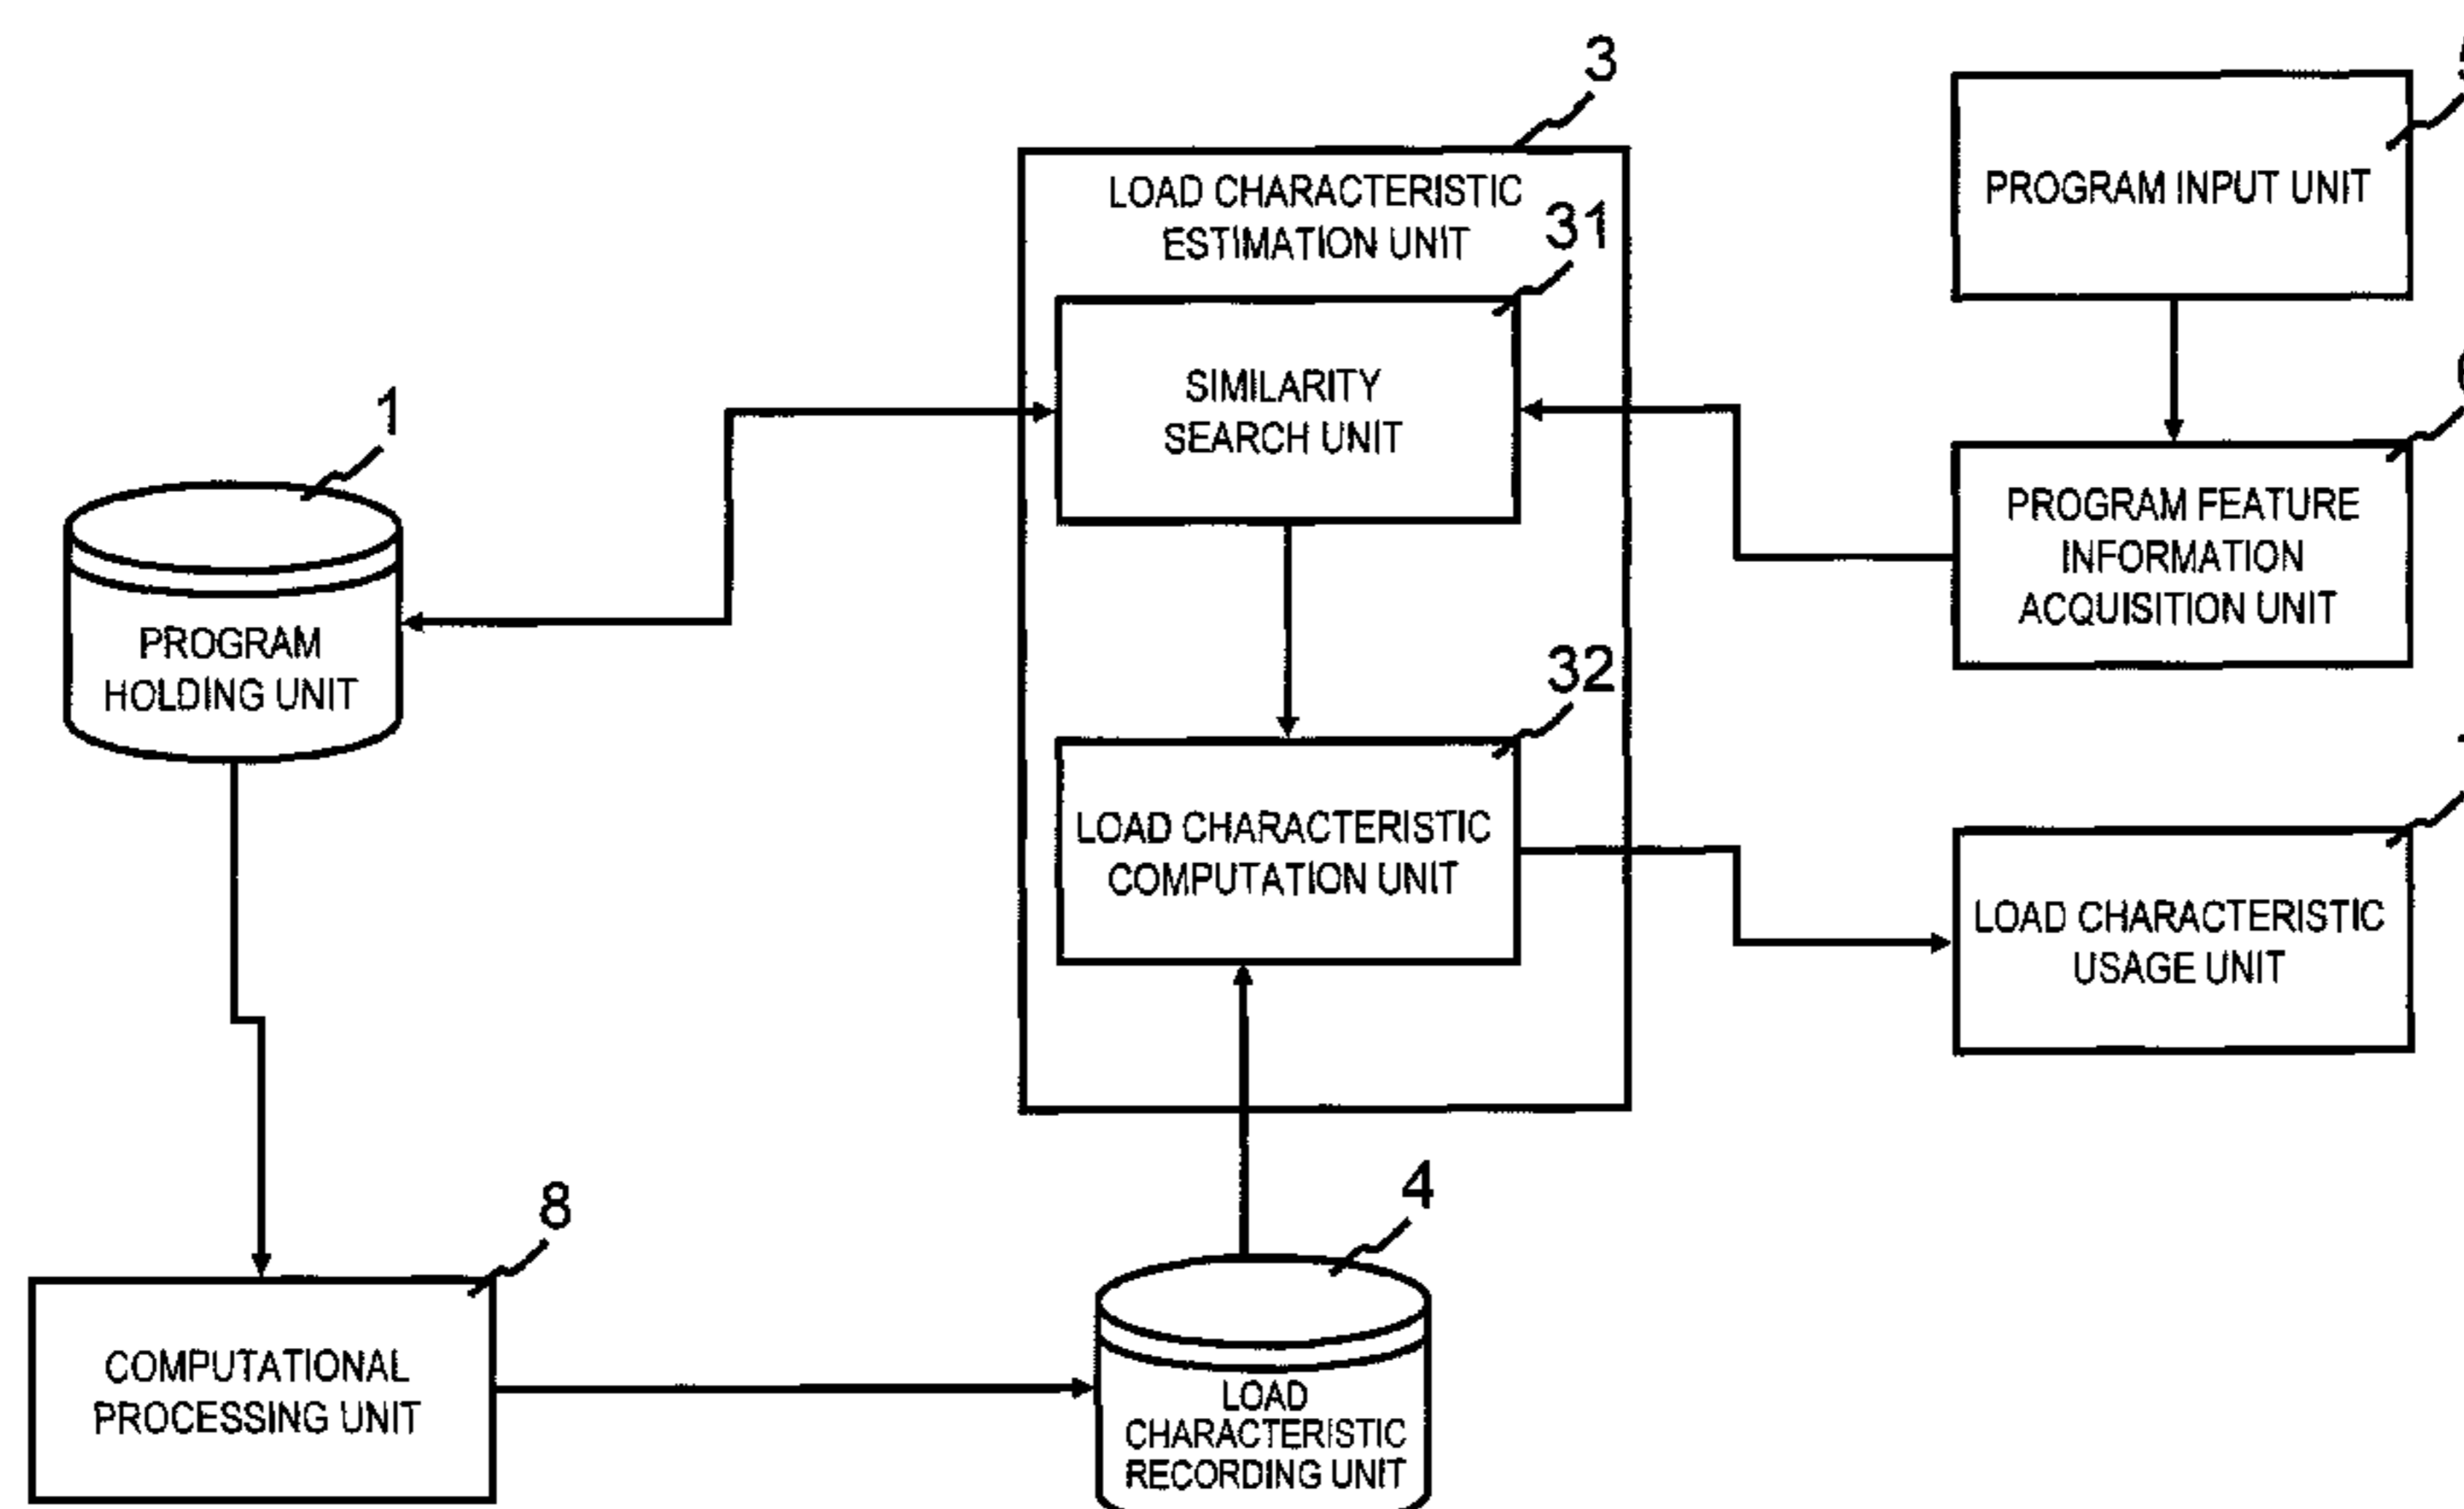 3
LOAD CHARACTERISTIC
ESTIMATION UNIT
PROGRAM INPUT UNIT
31
SIMILARITY
SEARCH UNIT
1
PROGRAM
HOLDING UNIT
PROGRAM FEATURE
INFORMATION
ACQUISITION UNIT
32
LOAD CHARACTERISTIC
COMPUTATION UNIT
LOAD CHARACTERISTIC
USAGE UNIT
8
COMPUTATIONAL
PROCESSING UNIT
4
LOAD
CHARACTERISTIC
RECORDING UNIT